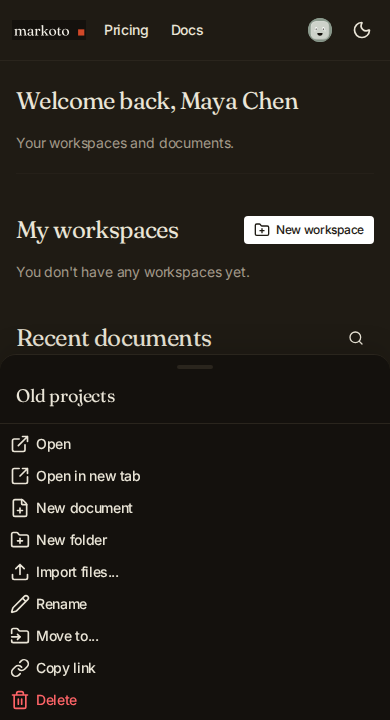 markoto
Pricing
Docs
Welcome back, Maya Chen
Your workspaces and documents.
My workspaces
New workspace
You don't have any workspaces yet.
Recent documents
Old projects
Open
Open in new tab
New document
New folder
Import files...
Rename
Move to...
Copy link
Delete